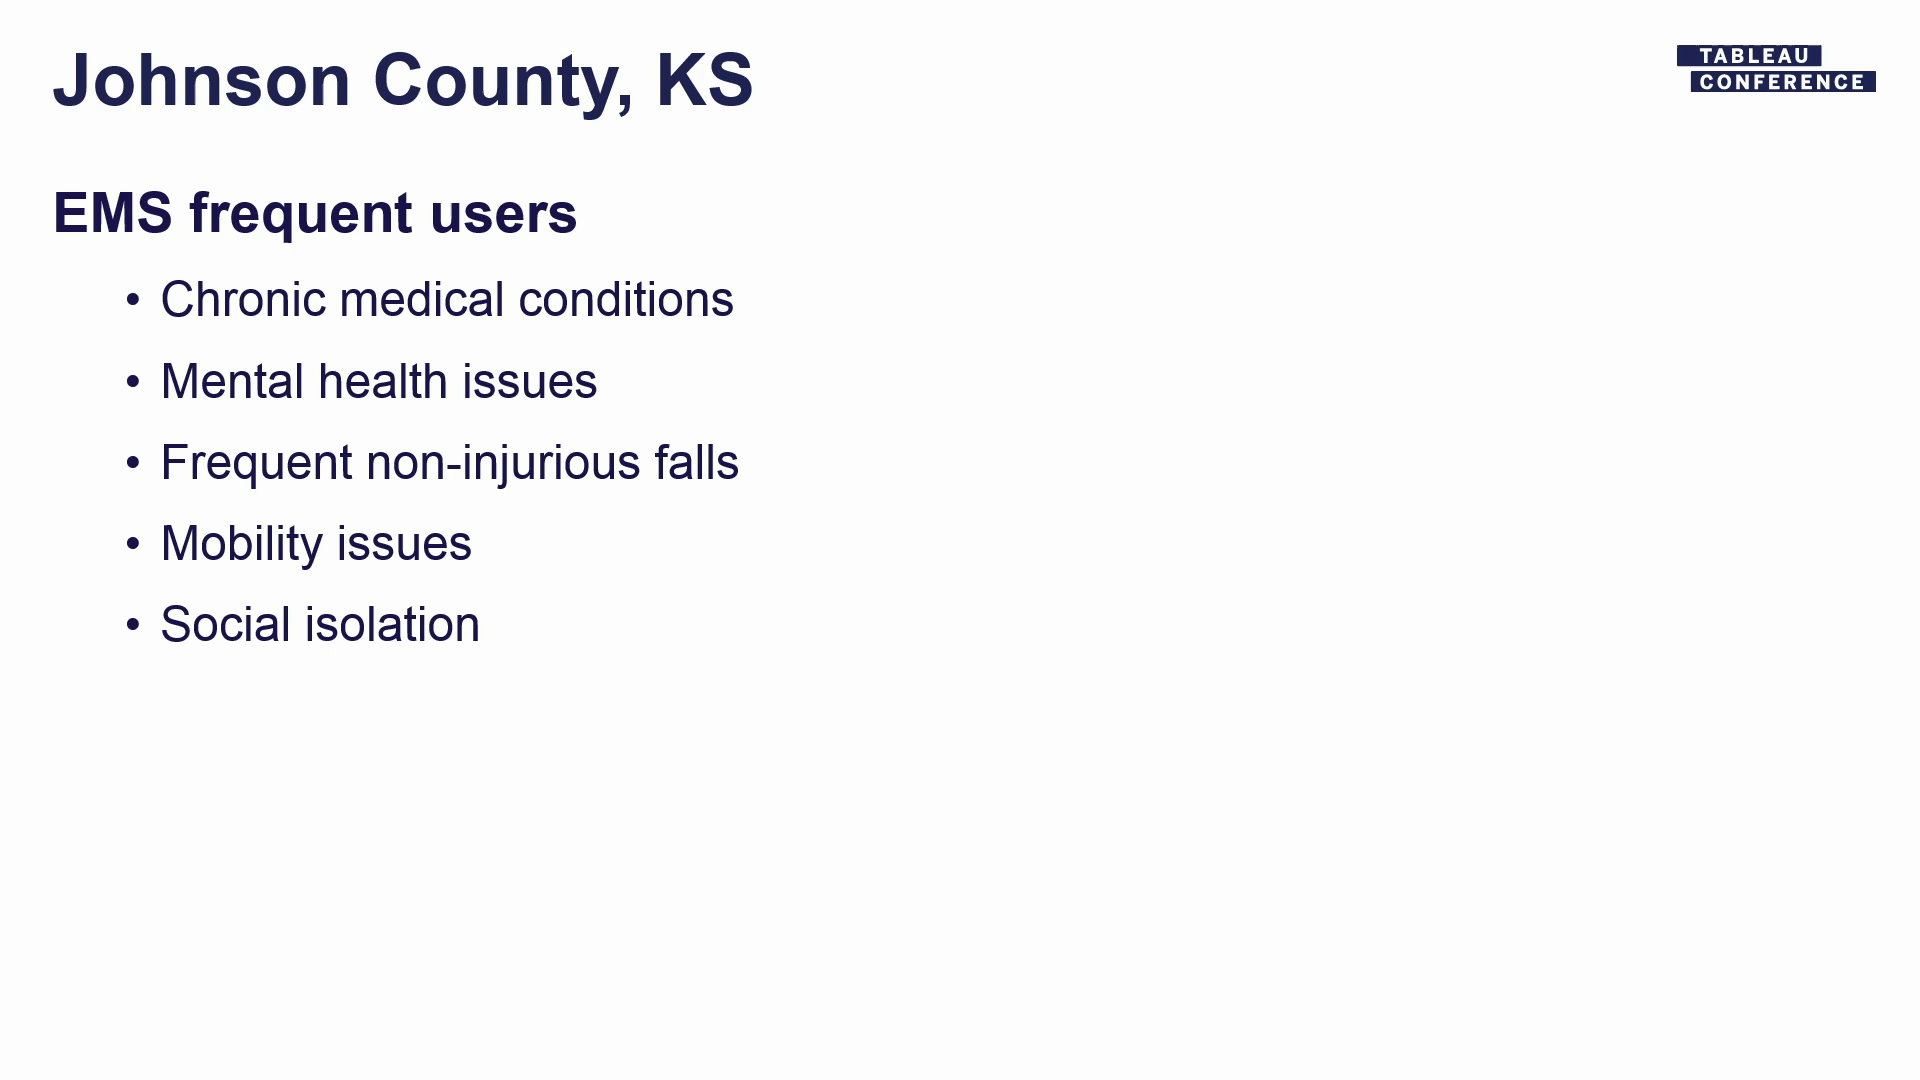 Johnson County, KS
TABLEAU
CONFERENCE
EMS frequent users
• Chronic medical conditions
• Mental health issues
• Frequent non-injurious falls
• Mobility issues
• Social isolation